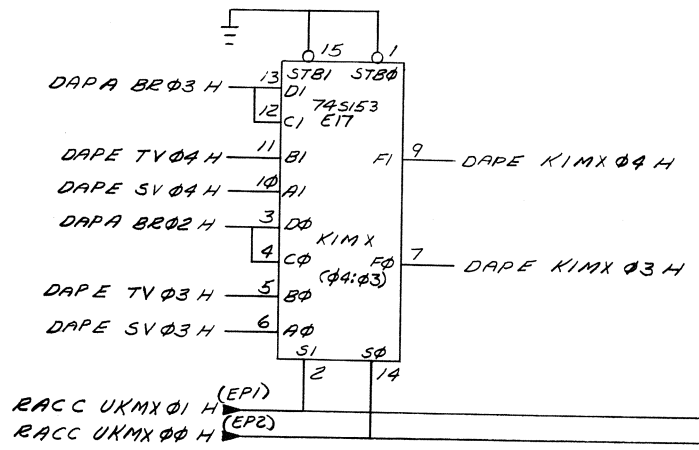 15 1
STB1 STBØ
DAPA BRØ3 H 13 D1
74S153
E17
12 C1
DAPE TVØ4 H 11 B1
F1 9 DAPE KIMX Ø4 H
DAPE SVØ4 H 1Ø A1
DAPA BRØ2 H 3 DØ
KIMX
(Ø4:Ø3)
4 CØ
FØ 7 DAPE KIMX Ø3 H
DAPE TVØ3 H 5 BØ
DAPE SVØ3 H 6 AØ
S1 SØ
2 14
RACC UKMXØ1 H (EP1)
RACC UKMXØØ H (EP2)